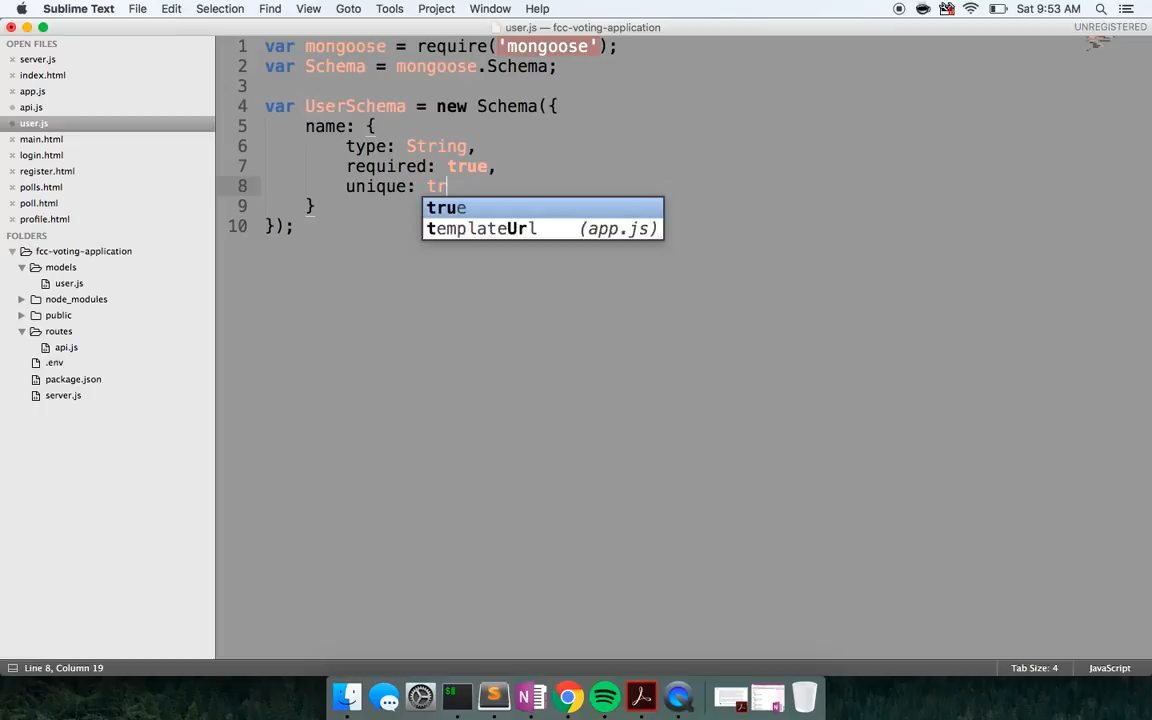 Sublime Text File Edit Selection Find View Goto Tools Project Window Help Sat 9:53 AM
user.js — fcc-voting-application UNREGISTERED
OPEN FILES
server.js
index.html
app.js
api.js
user.js
main.html
login.html
register.html
polls.html
poll.html
profile.html
FOLDERS
fcc-voting-application
models
user.js
node_modules
public
routes
api.js
.env
package.json
server.js
1 var mongoose = require('mongoose');
2 var Schema = mongoose.Schema;
3
4 var UserSchema = new Schema({
5 name: {
6 type: String,
7 required: true,
8 unique: tr
9 }
10 });
true
templateUrl (app.js)
Line 8, Column 19 Tab Size: 4 JavaScript